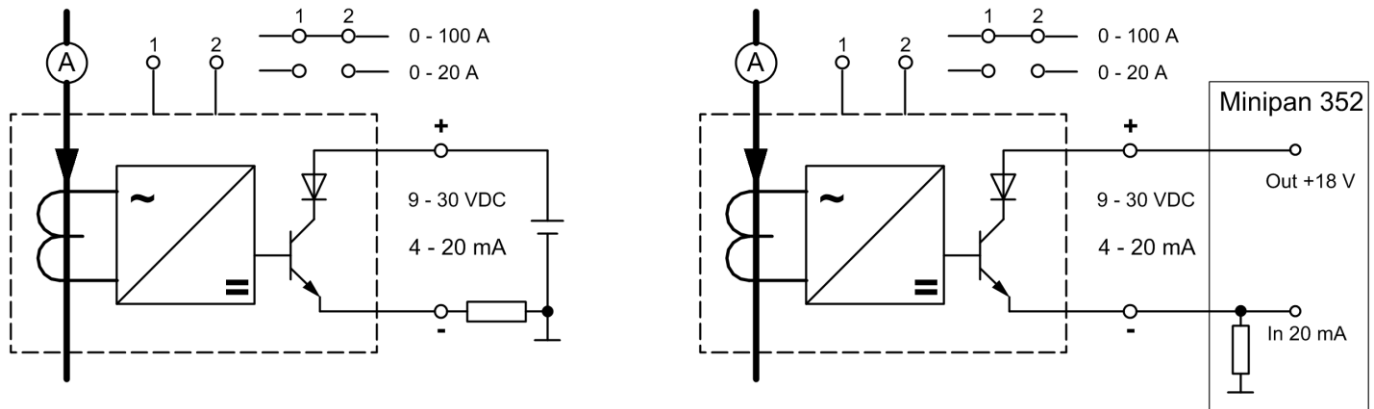 1 2
0 - 100 A
A
1 2
0 - 20 A
+
9 - 30 VDC
~
4 - 20 mA
=
-
1 2
0 - 100 A
A
1 2
0 - 20 A
Minipan 352
+
Out +18 V
9 - 30 VDC
~
4 - 20 mA
=
In 20 mA
-